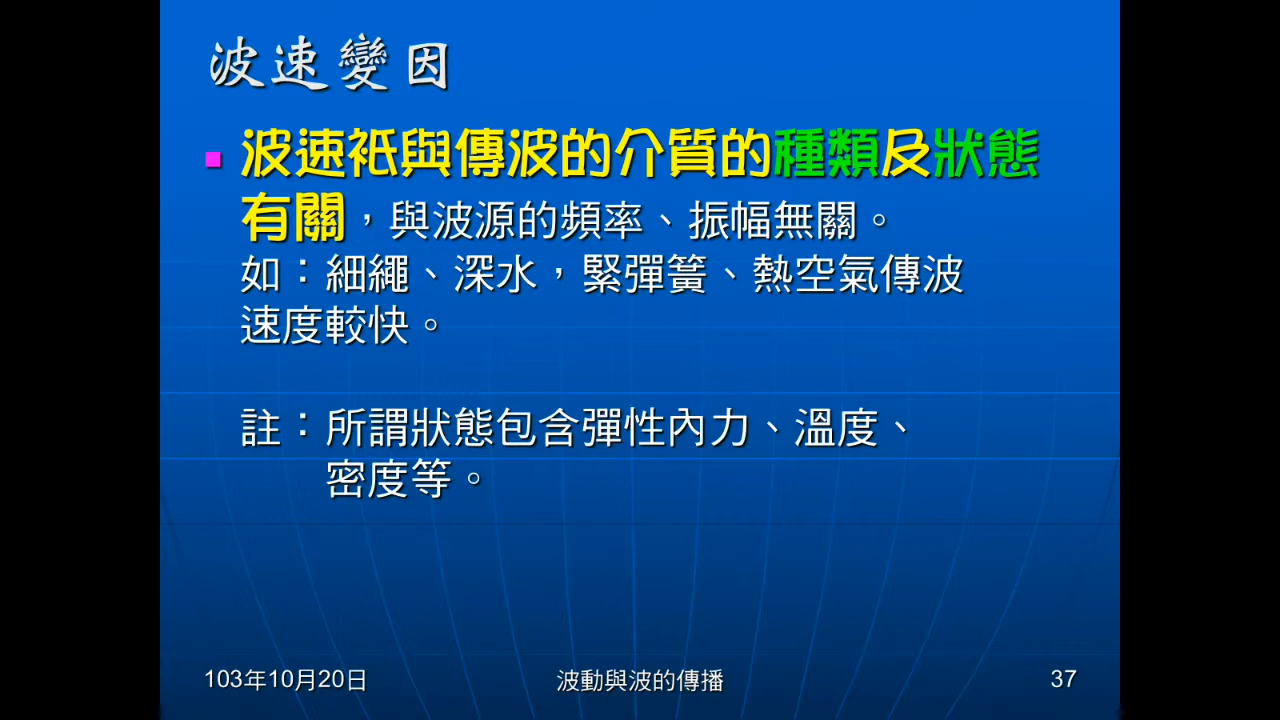 波速變因
波速祇與傳波的介質的種類及狀態
有關，與波源的頻率、振幅無關。
如：細繩、深水，緊彈簧、熱空氣傳波
速度較快。
註：所謂狀態包含彈性內力、溫度、
密度等。
103年10月20日
波動與波的傳播
37